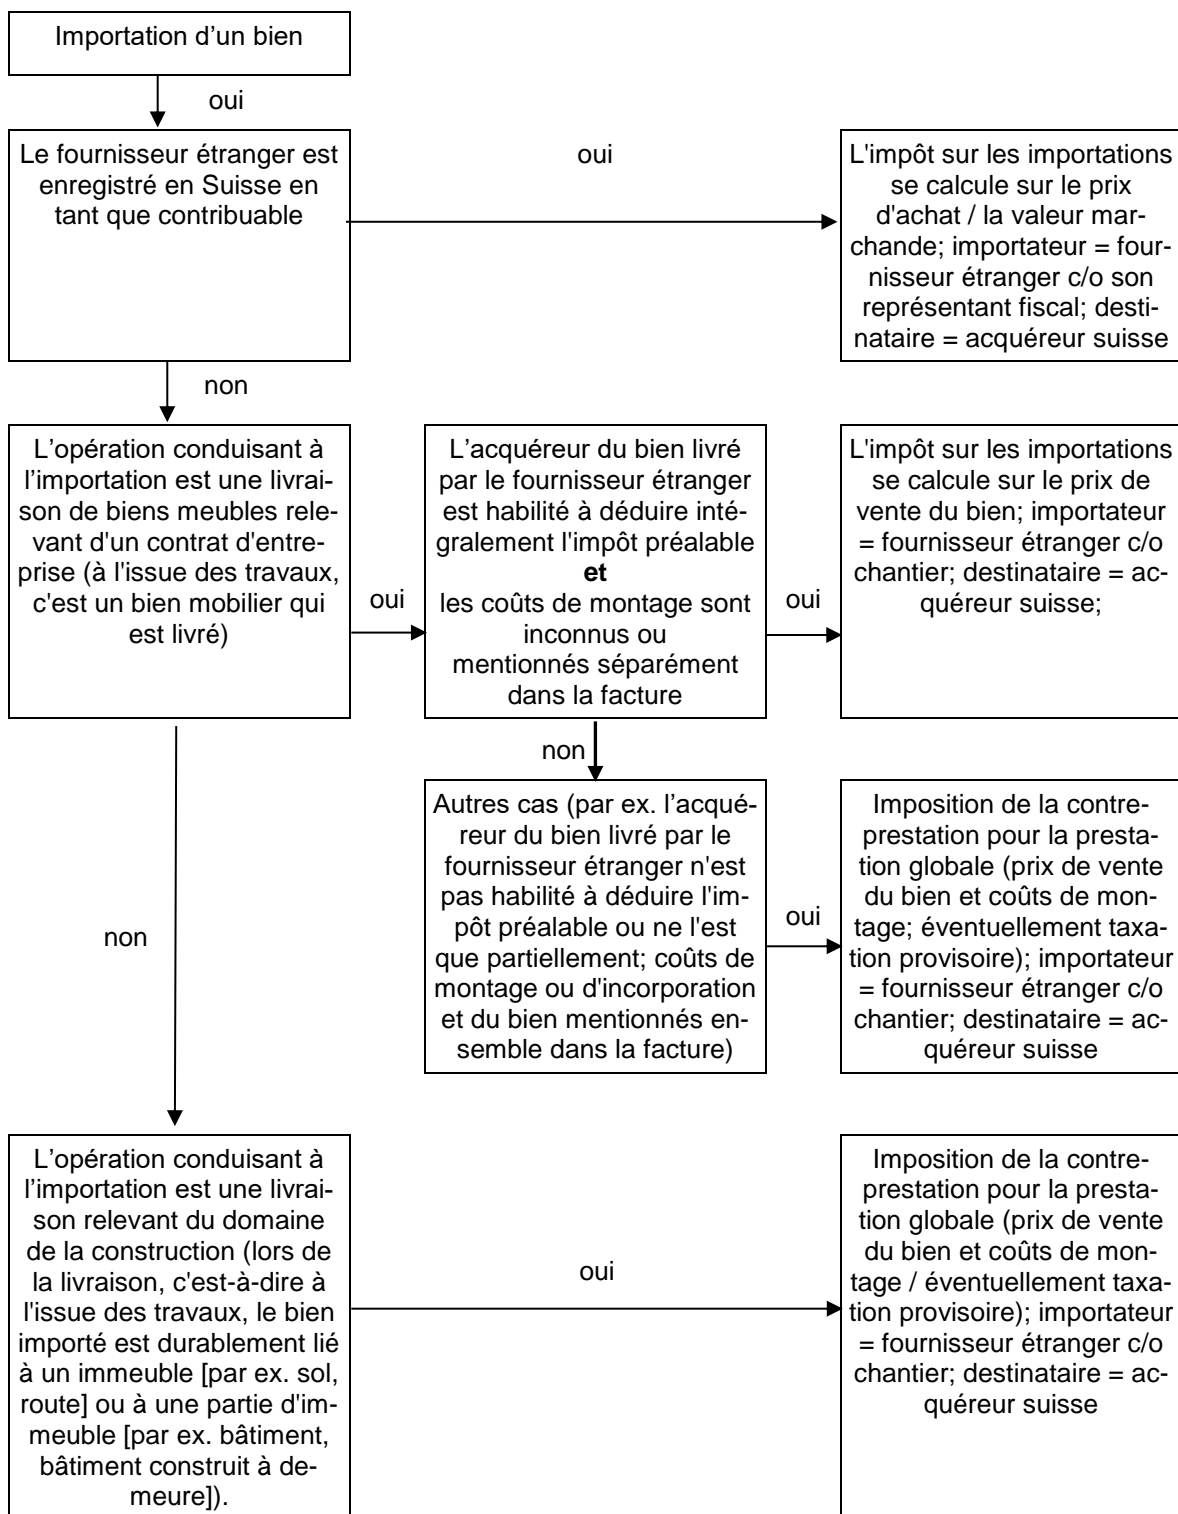 Importation d’un bien
oui
Le fournisseur étranger est
enregistré en Suisse en
tant que contribuable
oui
L'impôt sur les importations
se calcule sur le prix
d'achat / la valeur mar-
chande; importateur = four-
nisseur étranger c/o son
représentant fiscal; desti-
nataire = acquéreur suisse
non
L’opération conduisant à
l’importation est une livrai-
son de biens meubles rele-
vant d'un contrat d'entre-
prise (à l'issue des travaux,
c'est un bien mobilier qui
est livré)
oui
L’acquéreur du bien livré
par le fournisseur étranger
est habilité à déduire inté-
gralement l'impôt préalable
et
les coûts de montage sont
inconnus ou
mentionnés séparément
dans la facture
oui
L'impôt sur les importations
se calcule sur le prix de
vente du bien; importateur
= fournisseur étranger c/o
chantier; destinataire = ac-
quéreur suisse;
non
Autres cas (par ex. l’acqué-
reur du bien livré par le
fournisseur étranger n'est
pas habilité à déduire l'im-
pôt préalable ou ne l'est
que partiellement; coûts de
montage ou d'incorporation
et du bien mentionnés en-
semble dans la facture)
oui
Imposition de la contre-
prestation pour la presta-
tion globale (prix de vente
du bien et coûts de mon-
tage; éventuellement taxa-
tion provisoire); importateur
= fournisseur étranger c/o
chantier; destinataire = ac-
quéreur suisse
non
L’opération conduisant à
l’importation est une livrai-
son relevant du domaine
de la construction (lors de
la livraison, c'est-à-dire à
l'issue des travaux, le bien
importé est durablement lié
à un immeuble [par ex. sol,
route] ou à une partie d'im-
meuble [par ex. bâtiment,
bâtiment construit à de-
meure]).
oui
Imposition de la contre-
prestation pour la presta-
tion globale (prix de vente
du bien et coûts de mon-
tage / éventuellement taxa-
tion provisoire); importateur
= fournisseur étranger c/o
chantier; destinataire = ac-
quéreur suisse